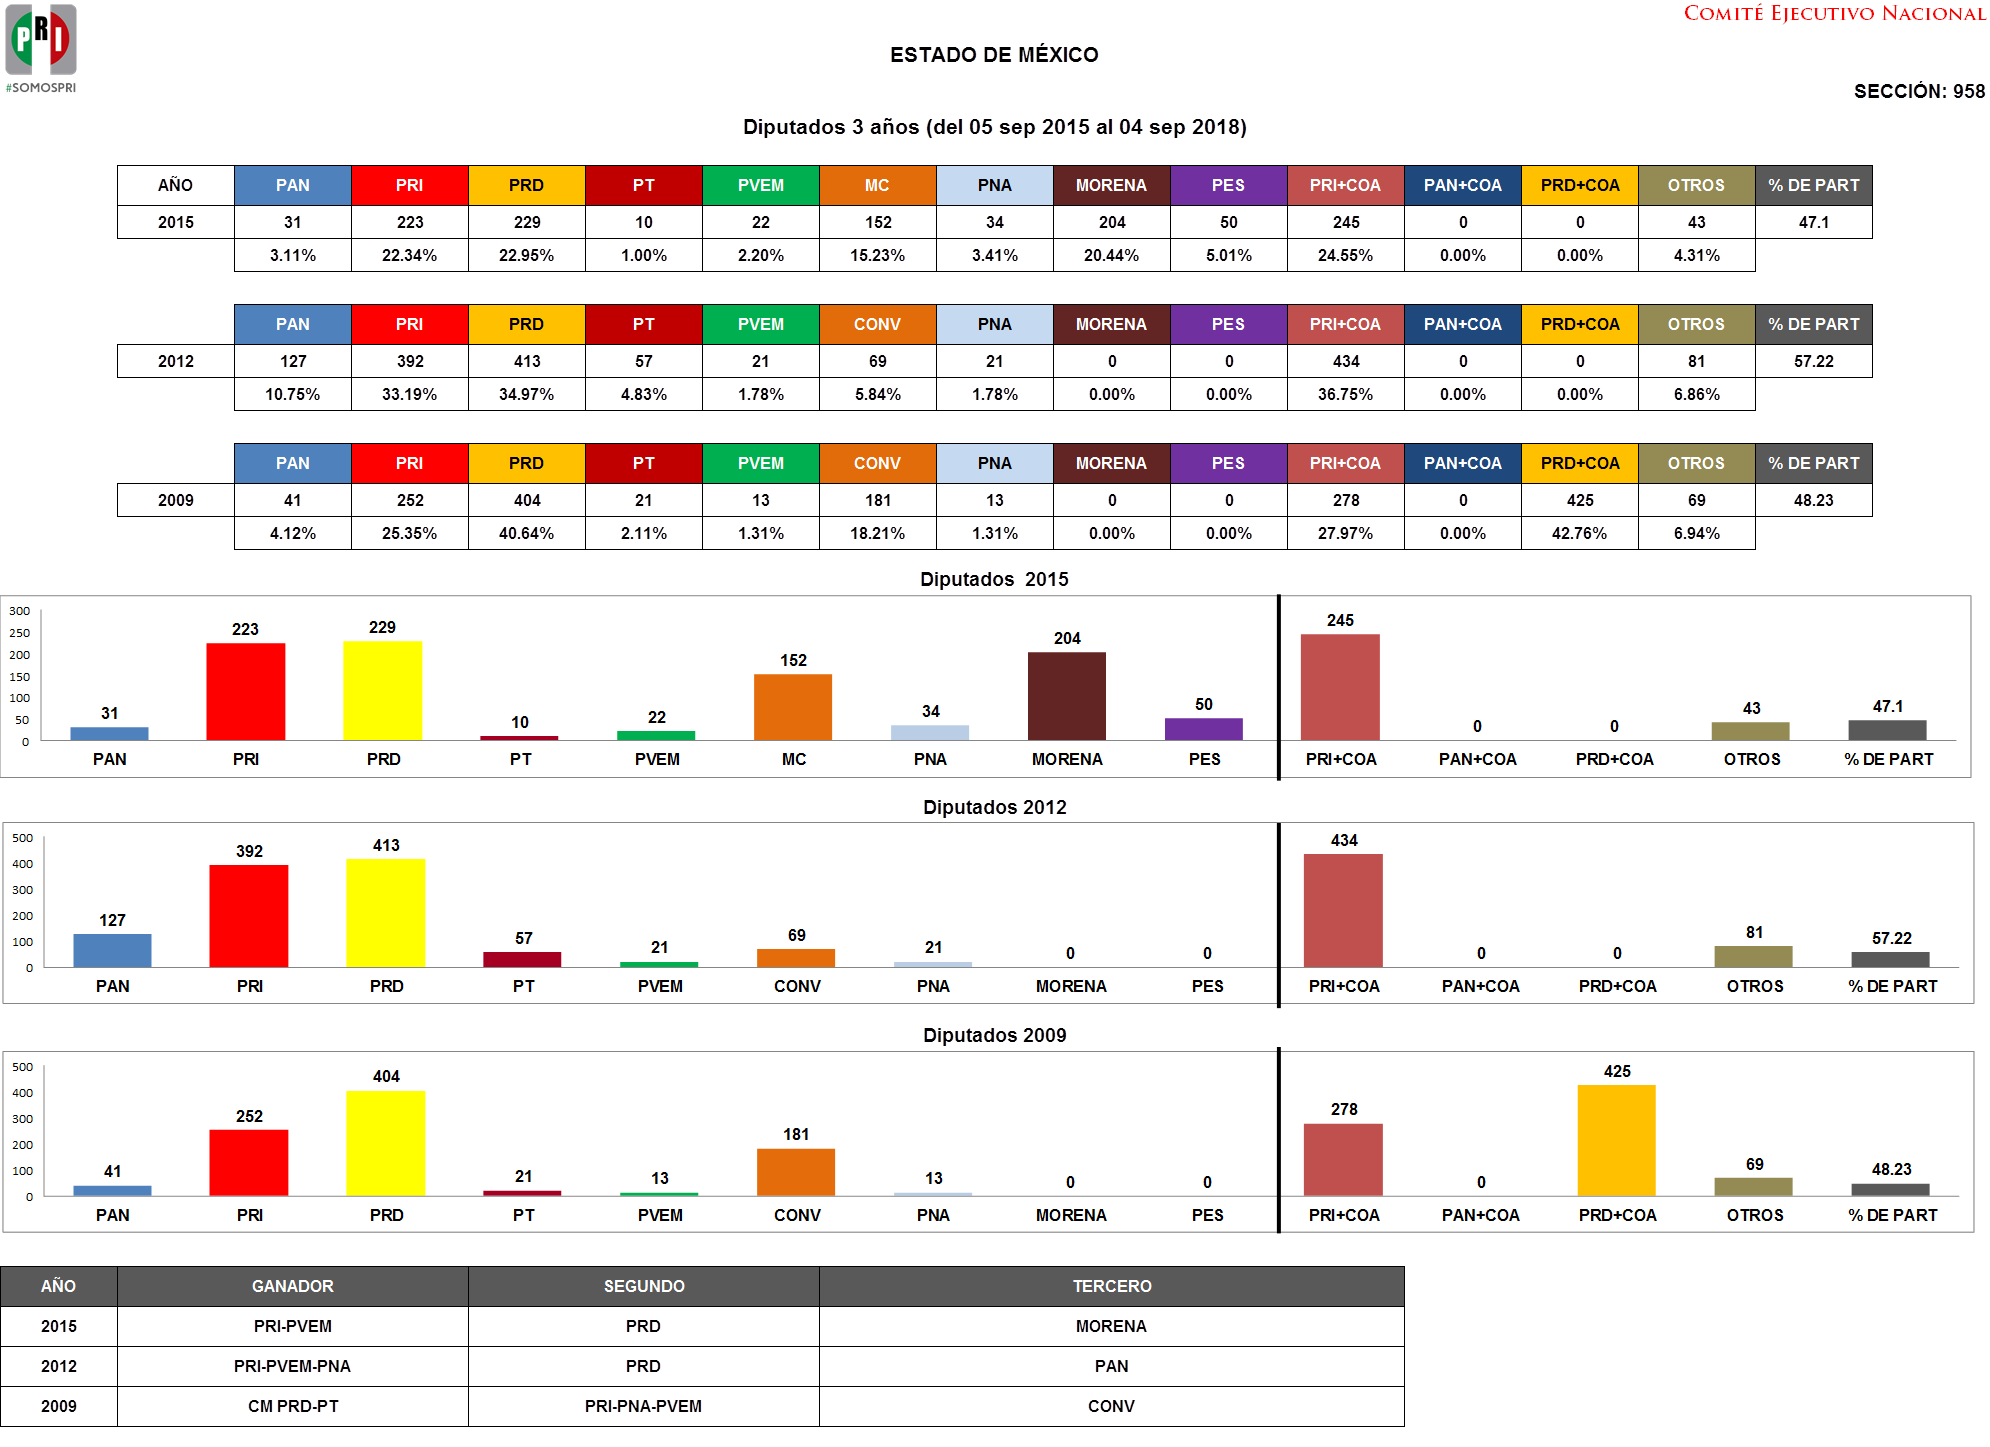 PRI
#SOMOSPRI
COMITÉ EJECUTIVO NACIONAL
ESTADO DE MÉXICO
SECCIÓN: 958
Diputados 3 años (del 05 sep 2015 al 04 sep 2018)
AÑO PAN PRI PRD PT PVEM MC PNA MORENA PES PRI+COA PAN+COA PRD+COA OTROS % DE PART
2015 31 223 229 10 22 152 34 204 50 245 0 0 43 47.1
3.11% 22.34% 22.95% 1.00% 2.20% 15.23% 3.41% 20.44% 5.01% 24.55% 0.00% 0.00% 4.31%
PAN PRI PRD PT PVEM CONV PNA MORENA PES PRI+COA PAN+COA PRD+COA OTROS % DE PART
2012 127 392 413 57 21 69 21 0 0 434 0 0 81 57.22
10.75% 33.19% 34.97% 4.83% 1.78% 5.84% 1.78% 0.00% 0.00% 36.75% 0.00% 0.00% 6.86%
PAN PRI PRD PT PVEM CONV PNA MORENA PES PRI+COA PAN+COA PRD+COA OTROS % DE PART
2009 41 252 404 21 13 181 13 0 0 278 0 425 69 48.23
4.12% 25.35% 40.64% 2.11% 1.31% 18.21% 1.31% 0.00% 0.00% 27.97% 0.00% 42.76% 6.94%
Diputados 2015
300
250
200
150
100
50
0
31 223 229 10 22 152 34 204 50 245 0 0 43 47.1
PAN PRI PRD PT PVEM MC PNA MORENA PES PRI+COA PAN+COA PRD+COA OTROS % DE PART
Diputados 2012
500
400
300
200
100
0
127 392 413 57 21 69 21 0 0 434 0 0 81 57.22
PAN PRI PRD PT PVEM CONV PNA MORENA PES PRI+COA PAN+COA PRD+COA OTROS % DE PART
Diputados 2009
500
400
300
200
100
0
41 252 404 21 13 181 13 0 0 278 0 425 69 48.23
PAN PRI PRD PT PVEM CONV PNA MORENA PES PRI+COA PAN+COA PRD+COA OTROS % DE PART
AÑO GANADOR SEGUNDO TERCERO
2015 PRI-PVEM PRD MORENA
2012 PRI-PVEM-PNA PRD PAN
2009 CM PRD-PT PRI-PNA-PVEM CONV